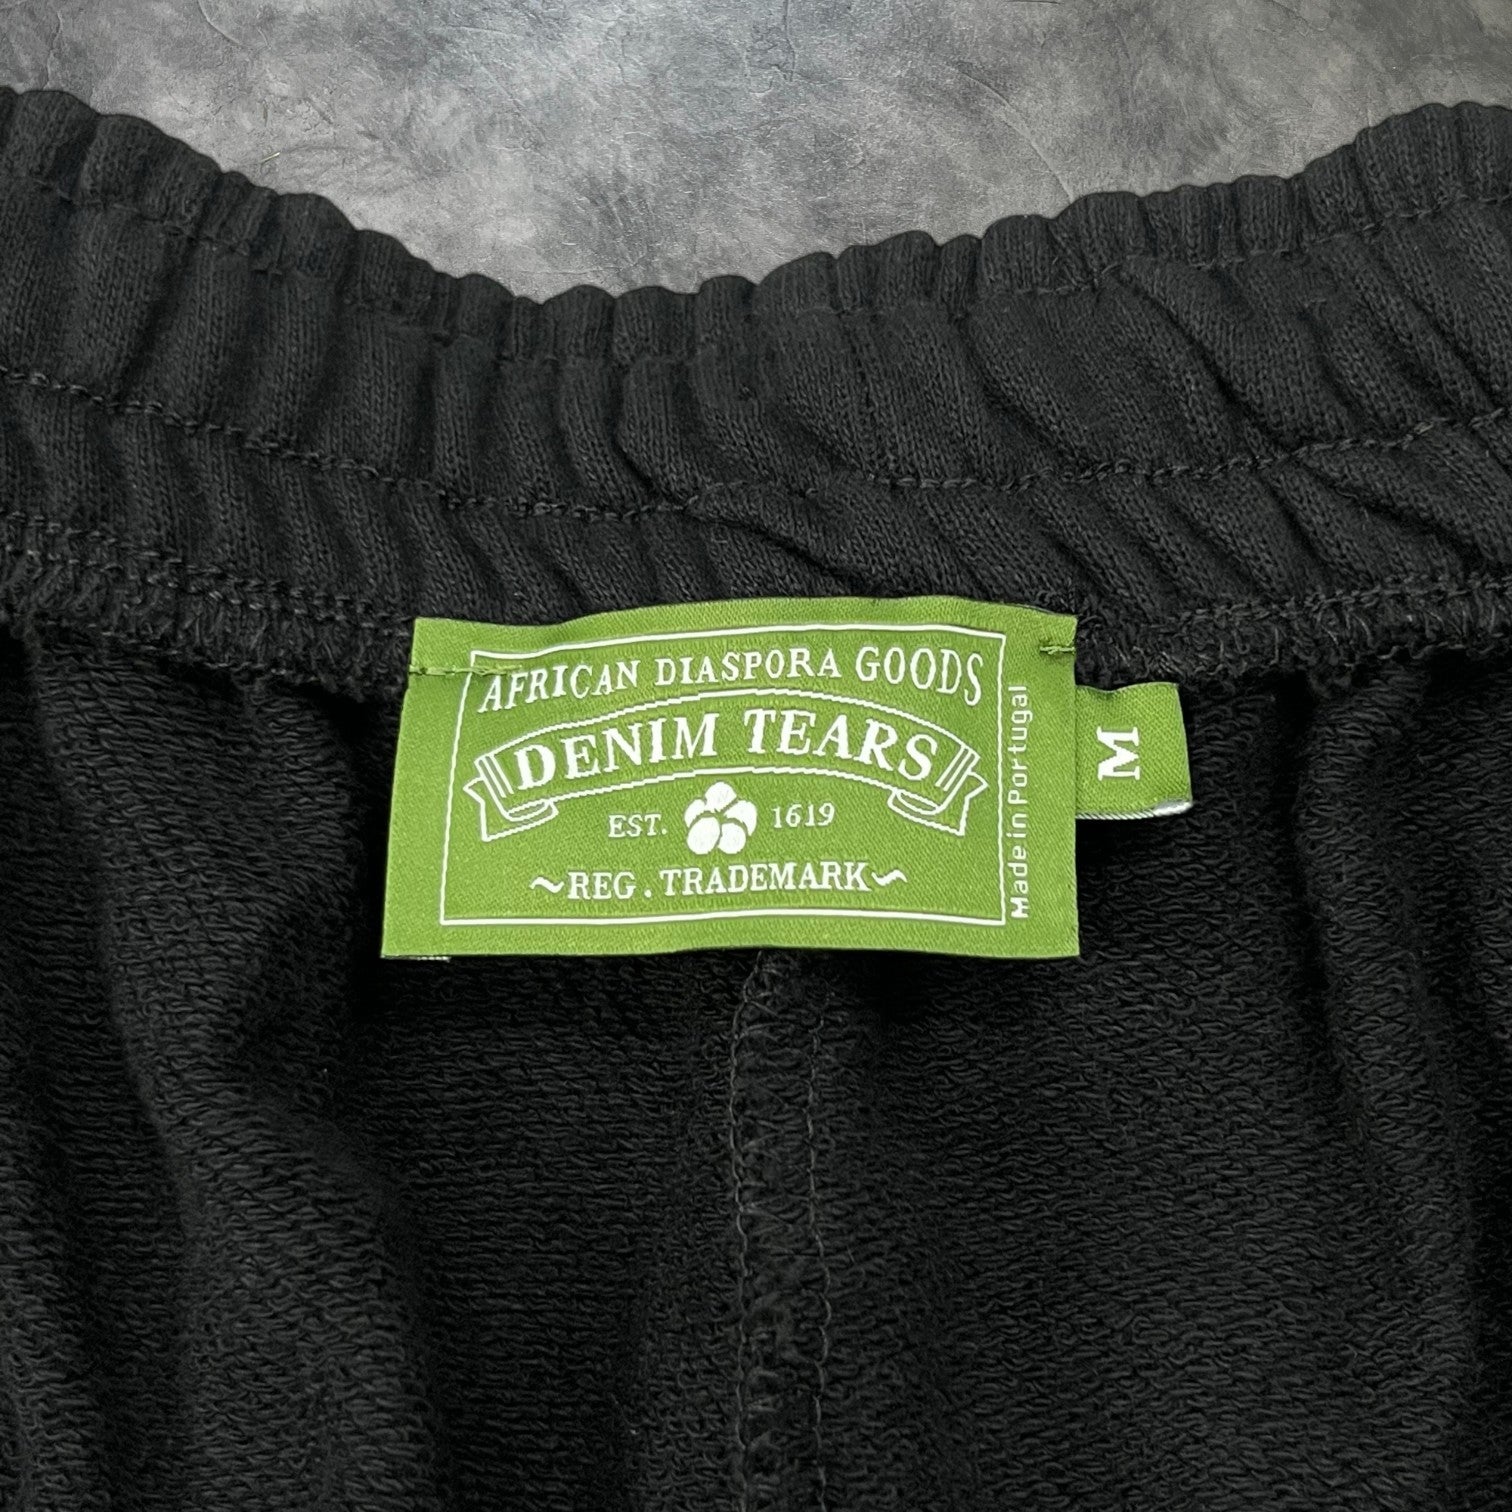 AFRICAN DIASPORA GOODS
DENIM TEARS
EST. 1619
~REG. TRADEMARK~
Made in Portugal
M